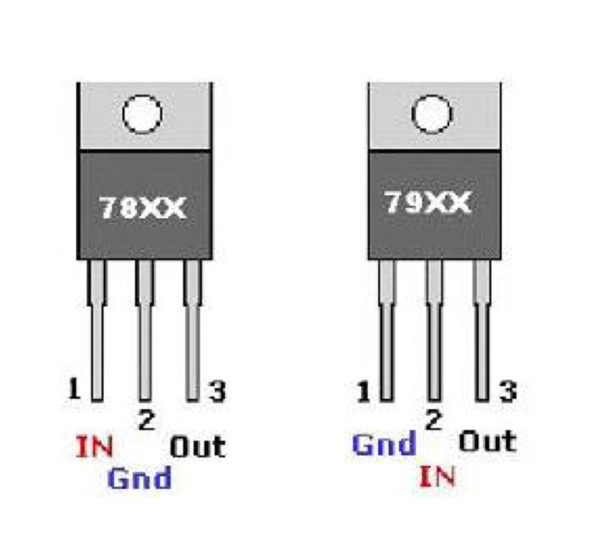 78XX
1 2 3
IN Gnd Out
79XX
1 2 3
Gnd IN Out